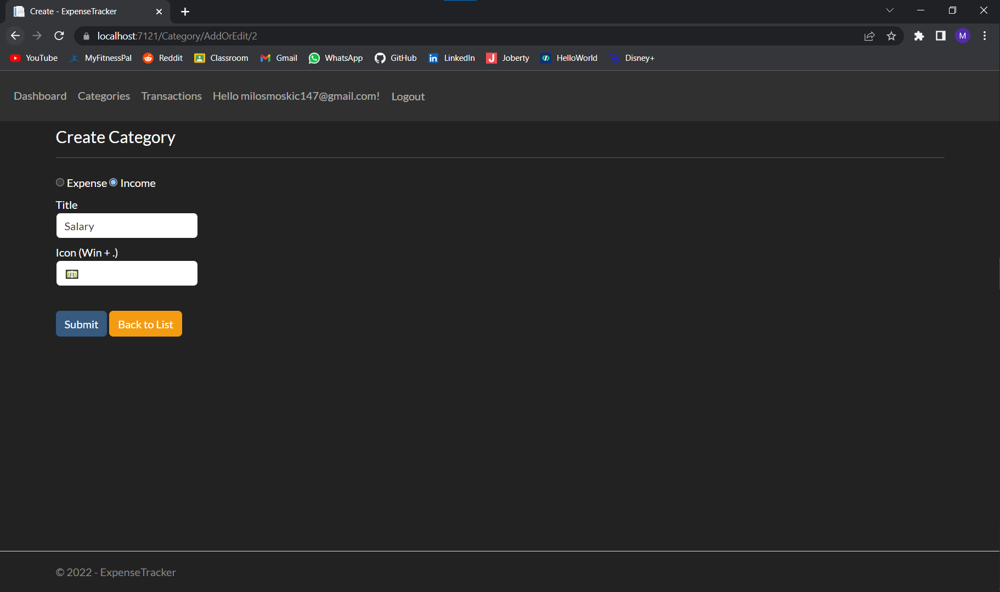 Create - ExpenseTracker
localhost:7121/Category/AddOrEdit/2
M
YouTube MyFitnessPal Reddit Classroom Gmail WhatsApp GitHub LinkedIn Joberty HelloWorld Disney+
Dashboard Categories Transactions Hello milosmoskic147@gmail.com! Logout
Create Category
Expense Income
Title
Salary
Icon (Win + .)
Submit Back to List
© 2022 - ExpenseTracker